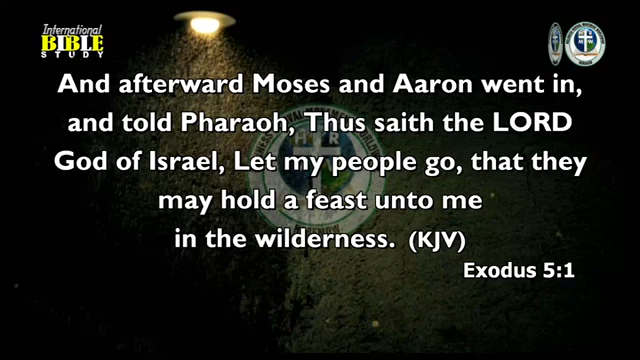 International
BIBLE
STUDY
And afterward Moses and Aaron went in,
and told Pharaoh, Thus saith the LORD
God of Israel, Let my people go, that they
may hold a feast unto me
in the wilderness. (KJV)
Exodus 5:1